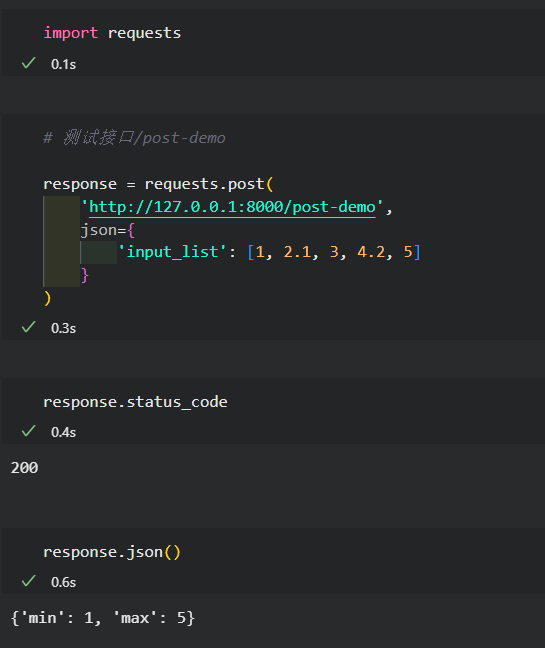 import requests
0.1s
# 测试接口/post-demo
response = requests.post(
'http://127.0.0.1:8000/post-demo',
json={
'input_list': [1, 2.1, 3, 4.2, 5]
}
)
0.3s
response.status_code
0.4s
200
response.json()
0.6s
{'min': 1, 'max': 5}